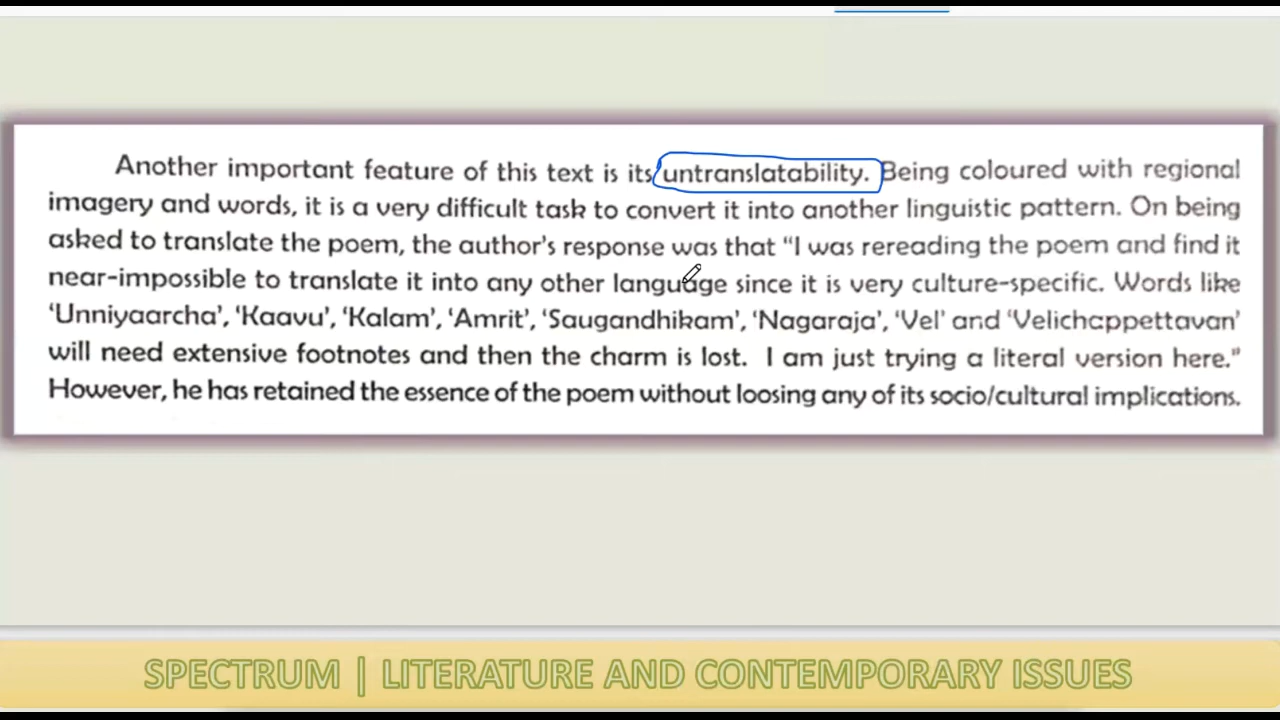 Another important feature of this text is its untranslatability. Being coloured with regional
imagery and words, it is a very difficult task to convert it into another linguistic pattern. On being
asked to translate the poem, the author's response was that “I was rereading the poem and find it
near-impossible to translate it into any other language since it is very culture-specific. Words like
‘Unniyaarcha’, ‘Kaavu’, ‘Kalam’, ‘Amrit’, ‘Saugandhikam’, ‘Nagaraja’, ‘Vel’ and ‘Velichappettavan’
will need extensive footnotes and then the charm is lost. I am just trying a literal version here.”
However, he has retained the essence of the poem without loosing any of its socio/cultural implications.
SPECTRUM | LITERATURE AND CONTEMPORARY ISSUES